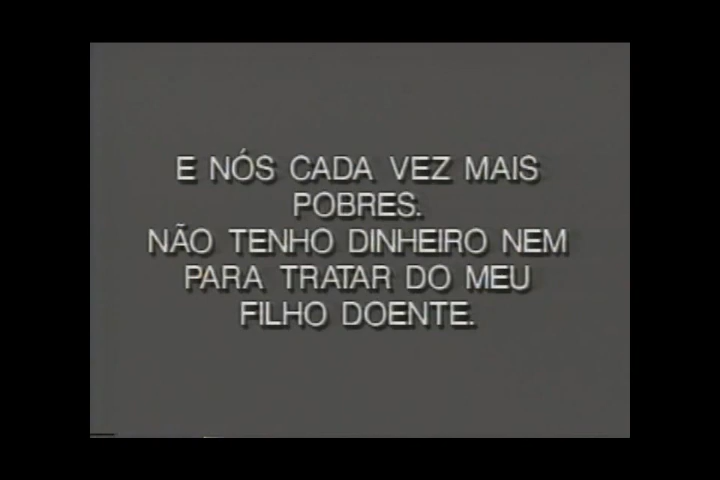 E NÓS CADA VEZ MAIS
POBRES.
NÃO TENHO DINHEIRO NEM
PARA TRATAR DO MEU
FILHO DOENTE.